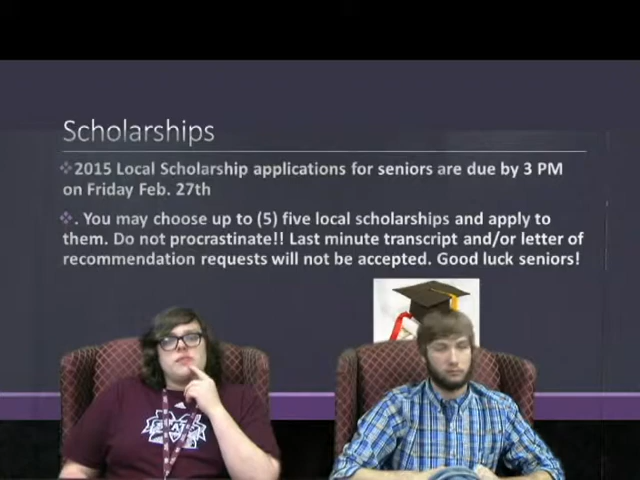 Scholarships
❖2015 Local Scholarship applications for seniors are due by 3 PM
on Friday Feb. 27th
❖. You may choose up to (5) five local scholarships and apply to
them. Do not procrastinate!! Last minute transcript and/or letter of
recommendation requests will not be accepted. Good luck seniors!